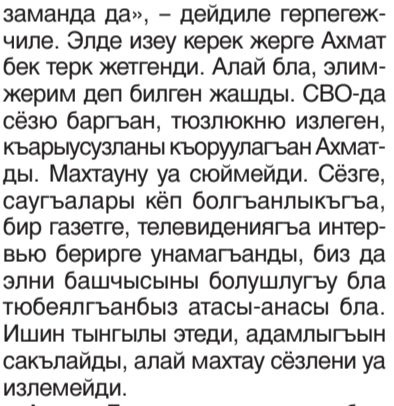 заманда да», – дейдиле герпегеж-
чиле. Элде изеу керек жерге Ахмат
бек терк жетгенди. Алай бла, элим-
жерим деп билген жашды. СВО-да
сёзю баргъан, тюзлюкню излеген,
къарыусузланы къоруулагъан Ахмат-
ды. Махтауну уа сюймейди. Сёзге,
саугъалары кёп болгъанлыкъгъа,
бир газетге, телевидениягъа интер-
вью берирге унамагъанды, биз да
элни башчысыны болушлугъу бла
тюбеялгъанбыз атасы-анасы бла.
Ишин тынгылы этеди, адамлыгъын
сакълайды, алай махтау сёзлени уа
излемейди.